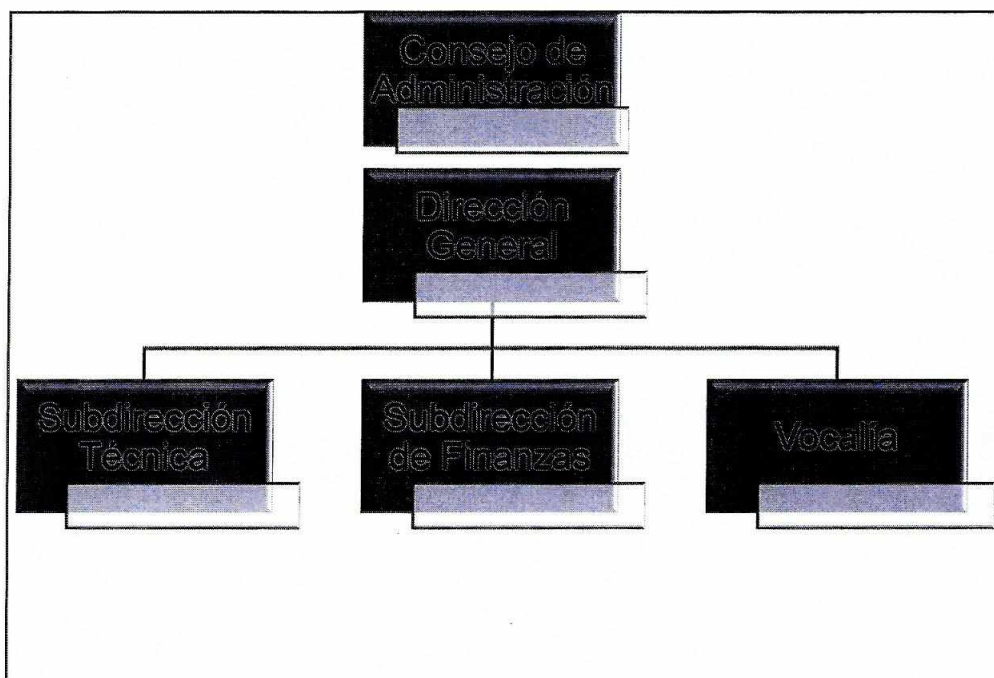 Consejo de
Administración
Dirección
General
Subdirección
Técnica
Subdirección
de Finanzas
Vocalía